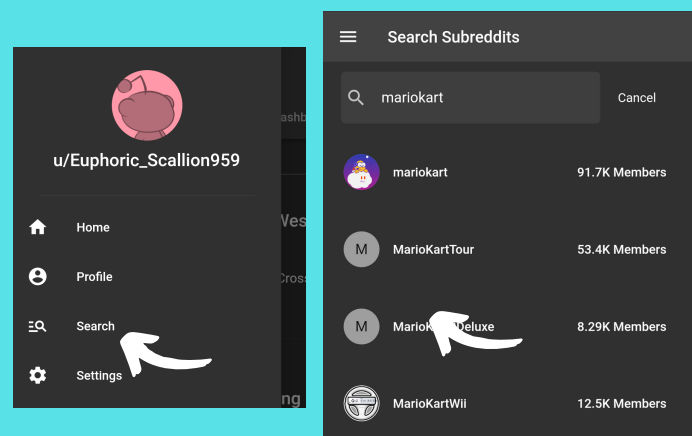 u/Euphoric_Scallion959
Home
Profile
Search
Settings
Search Subreddits
mariokart
Cancel
mariokart
91.7K Members
M
MarioKartTour
53.4K Members
M
8.29K Members
MarioKartWii
12.5K Members